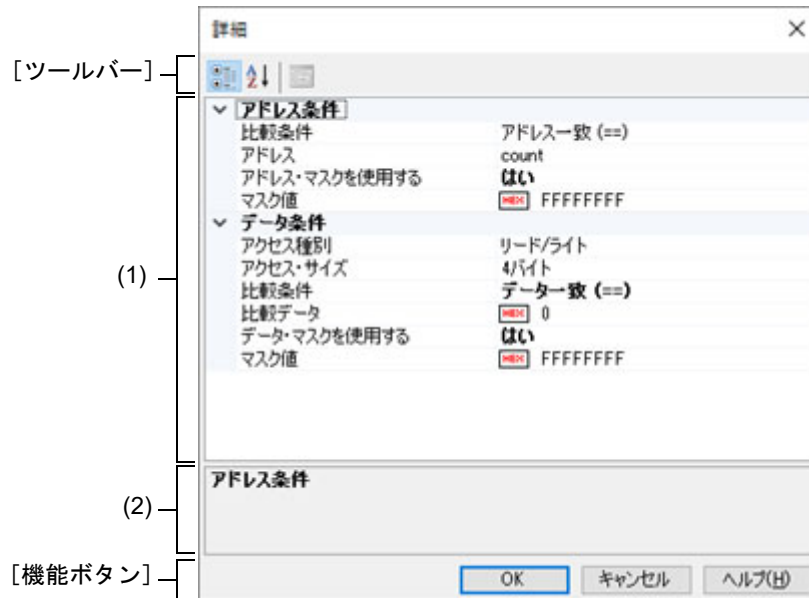 詳細
[ツールバー]
アドレス条件
比較条件 アドレス一致 (==)
アドレス count
アドレス・マスクを使用する はい
マスク値 HEX FFFFFFFF
データ条件
アクセス種別 リード/ライト
アクセス・サイズ 4バイト
(1)
比較条件 データ一致 (==)
比較データ HEX 0
データ・マスクを使用する はい
マスク値 HEX FFFFFFFF
アドレス条件
(2)
[機能ボタン]
OK キャンセル ヘルプ(H)